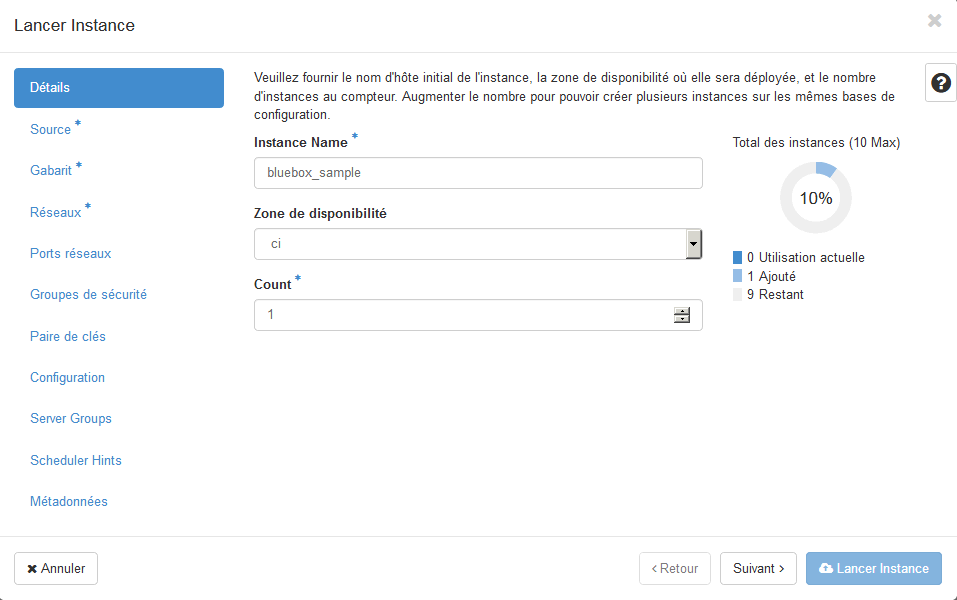 Lancer Instance
Détails
Source *
Gabarit *
Réseaux *
Ports réseaux
Groupes de sécurité
Paire de clés
Configuration
Server Groups
Scheduler Hints
Métadonnées
Veuillez fournir le nom d'hôte initial de l'instance, la zone de disponibilité où elle sera déployée, et le nombre
d'instances au compteur. Augmenter le nombre pour pouvoir créer plusieurs instances sur les mêmes bases de
configuration.
Instance Name *
bluebox_sample
Zone de disponibilité
ci
Count *
1
Total des instances (10 Max)
10%
0 Utilisation actuelle
1 Ajouté
9 Restant
Annuler
Retour
Suivant
Lancer Instance